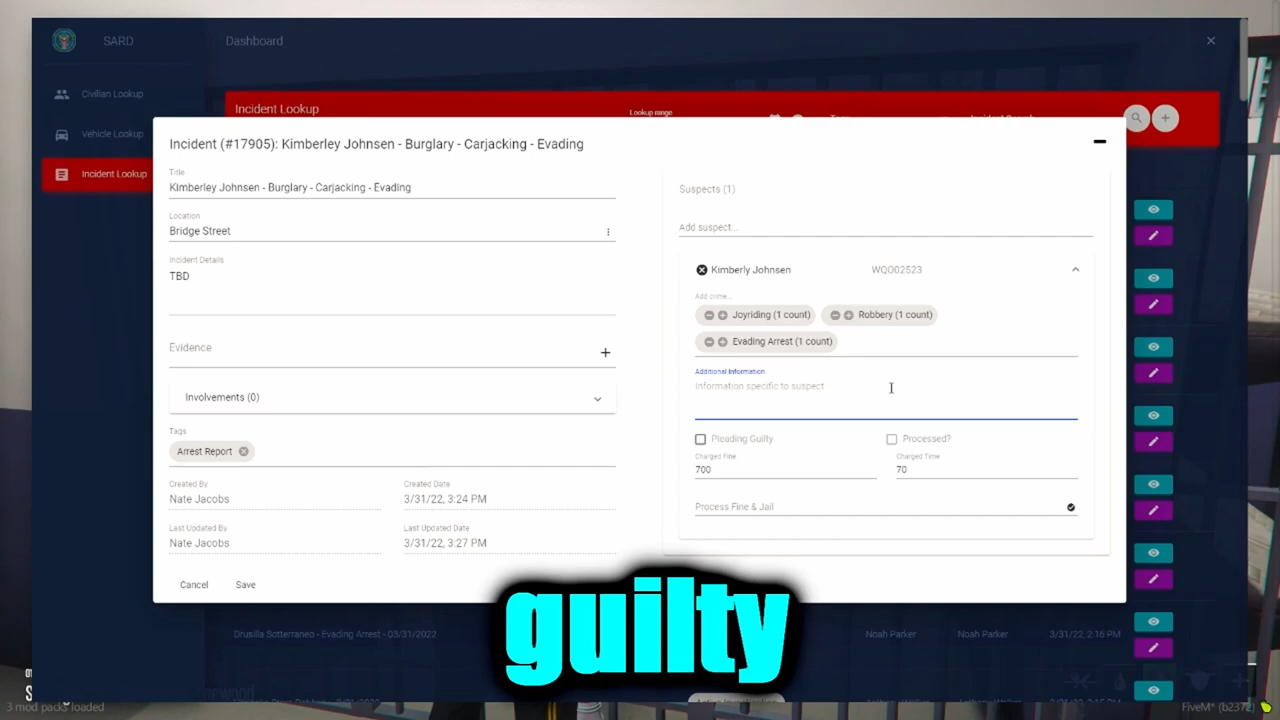 SARD
Dashboard
Civilian Lookup
Vehicle Lookup
Incident Lookup
Incident Lookup
Lookup range
Incident (#17905): Kimberley Johnsen - Burglary - Carjacking - Evading
Title
Kimberley Johnsen - Burglary - Carjacking - Evading
Location
Bridge Street
Incident Details
TBD
Evidence
Involvements (0)
Tags
Arrest Report
Created By
Nate Jacobs
Created Date
3/31/22, 3:24 PM
Last Updated By
Nate Jacobs
Last Updated Date
3/31/22, 3:27 PM
Cancel
Save
Suspects (1)
Add suspect...
Kimberly Johnsen
WQO02523
Add crime...
Joyriding (1 count)
Robbery (1 count)
Evading Arrest (1 count)
Additional Information
Information specific to suspect
Pleading Guilty
Processed?
Charged Fine
700
Charged Time
70
Process Fine & Jail
guilty
Drusilla Sotterraneo - Evading Arrest - 03/31/2022
Noah Parker
Noah Parker
3/31/22, 2:16 PM
3 mod packs loaded
FiveM* (b2372)